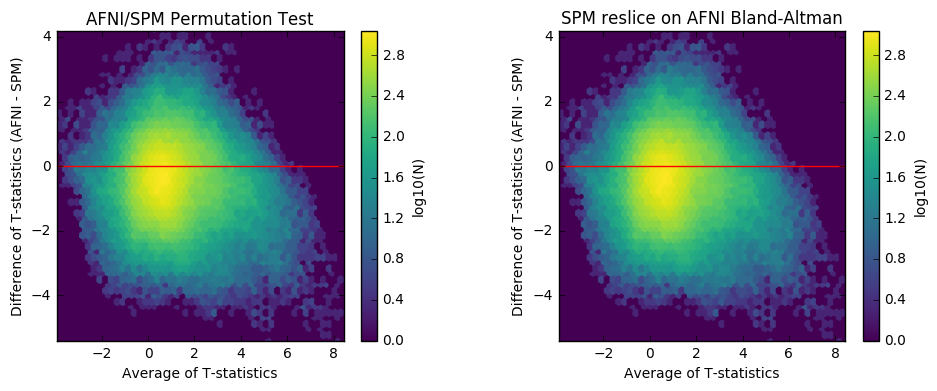 AFNI/SPM Permutation Test
4
2
0
−2
−4
Difference of T-statistics (AFNI - SPM)
−2 0 2 4 6 8
Average of T-statistics
2.8
2.4
2.0
1.6
1.2
0.8
0.4
0.0
log10(N)
SPM reslice on AFNI Bland-Altman
4
2
0
−2
−4
Difference of T-statistics (AFNI - SPM)
−2 0 2 4 6 8
Average of T-statistics
2.8
2.4
2.0
1.6
1.2
0.8
0.4
0.0
log10(N)